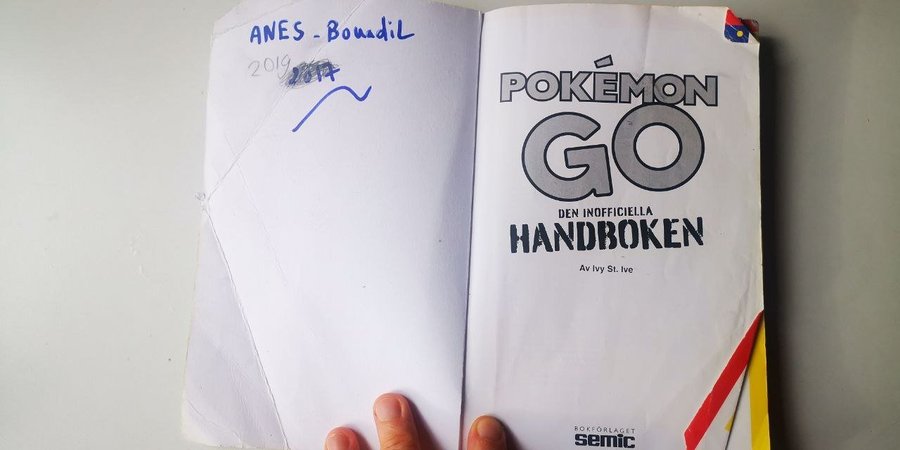 ANES - BouadiL
2019
2017
POKÉMON
GO
DEN INOFFICIELLA
HANDBOKEN
Av Ivy St. Ive
BOKFÖRLAGET
semic